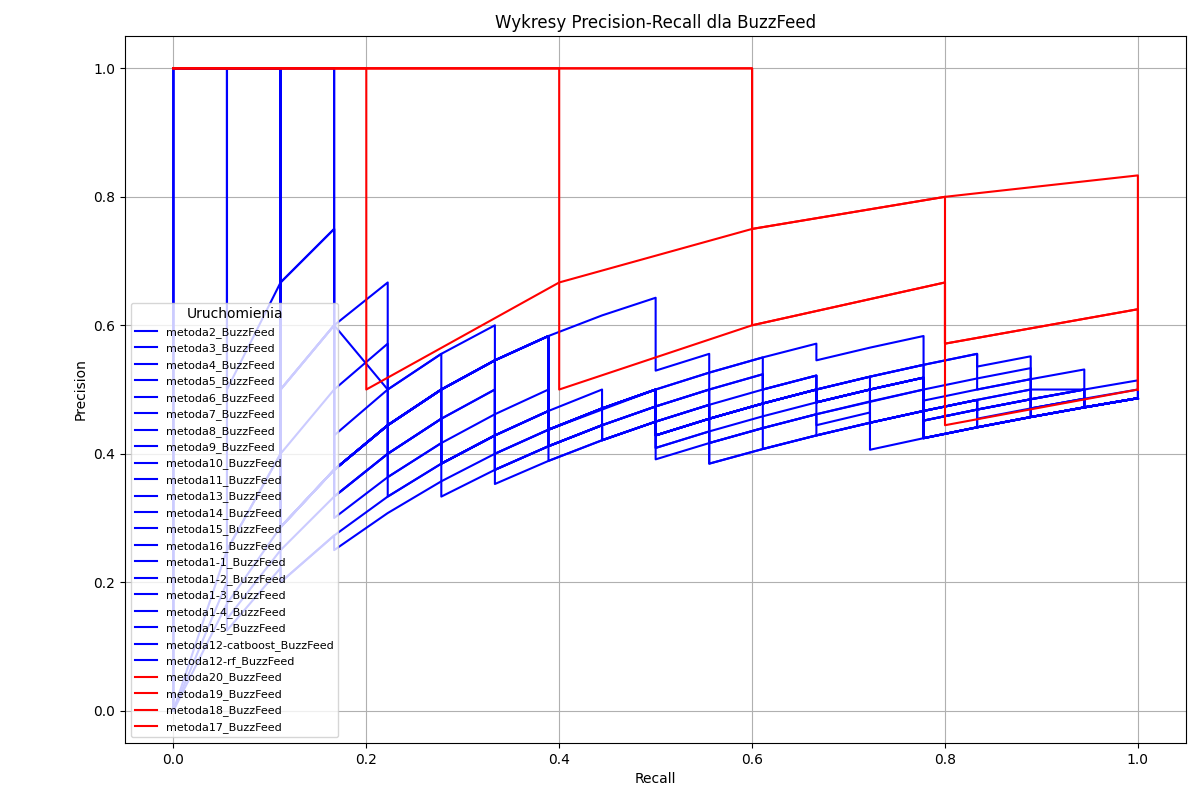 Wykresy Precision-Recall dla BuzzFeed
1.0
0.8
0.6
0.4
0.2
0.0
Precision
Uruchomienia
metoda2_BuzzFeed
metoda3_BuzzFeed
metoda4_BuzzFeed
metoda5_BuzzFeed
metoda6_BuzzFeed
metoda7_BuzzFeed
metoda8_BuzzFeed
metoda9_BuzzFeed
metoda10_BuzzFeed
metoda11_BuzzFeed
metoda13_BuzzFeed
metoda14_BuzzFeed
metoda15_BuzzFeed
metoda16_BuzzFeed
metoda1-1_BuzzFeed
metoda1-2_BuzzFeed
metoda1-3_BuzzFeed
metoda1-4_BuzzFeed
metoda1-5_BuzzFeed
metoda12-catboost_BuzzFeed
metoda12-rf_BuzzFeed
metoda20_BuzzFeed
metoda19_BuzzFeed
metoda18_BuzzFeed
metoda17_BuzzFeed
0.0 0.2 0.4 0.6 0.8 1.0
Recall